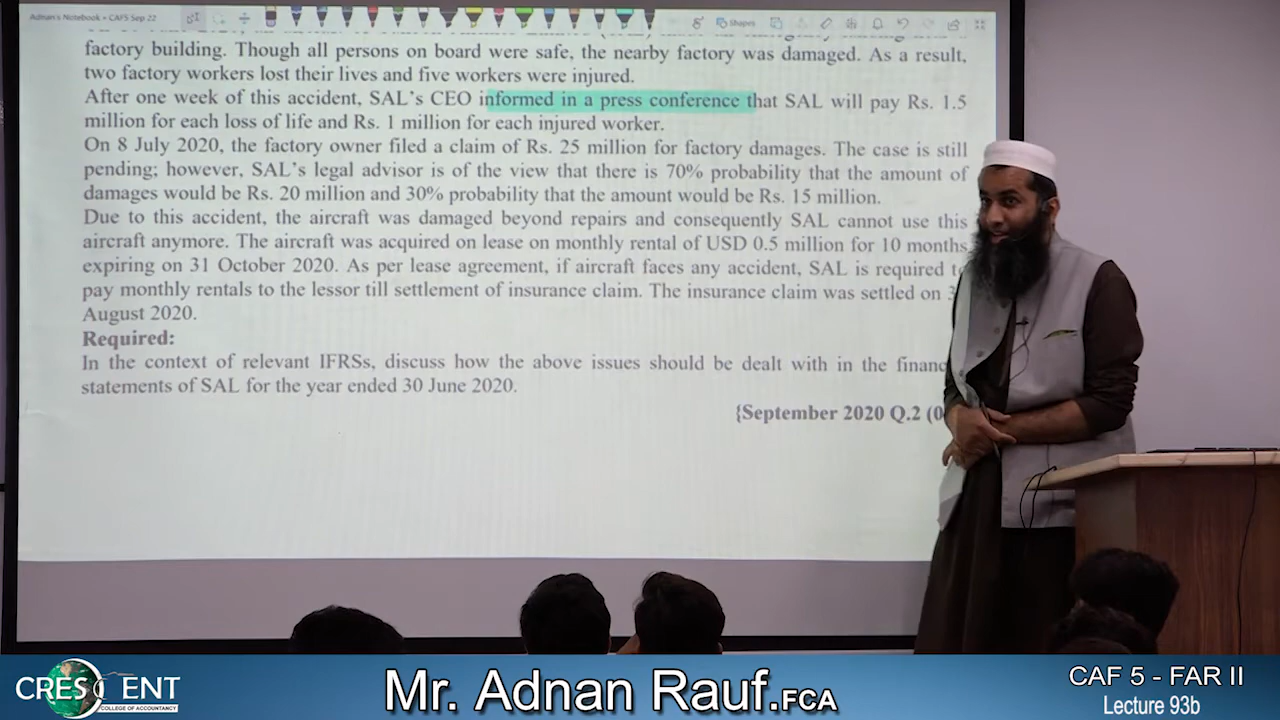 Adnan's Notebook ▸ CAF5 Sep 22
Shapes
factory building. Though all persons on board were safe, the nearby factory was damaged. As a result,
two factory workers lost their lives and five workers were injured.
After one week of this accident, SAL's CEO informed in a press conference that SAL will pay Rs. 1.5
million for each loss of life and Rs. 1 million for each injured worker.
On 8 July 2020, the factory owner filed a claim of Rs. 25 million for factory damages. The case is still
pending; however, SAL's legal advisor is of the view that there is 70% probability that the amount of
damages would be Rs. 20 million and 30% probability that the amount would be Rs. 15 million.
Due to this accident, the aircraft was damaged beyond repairs and consequently SAL cannot use this
aircraft anymore. The aircraft was acquired on lease on monthly rental of USD 0.5 million for 10 months
expiring on 31 October 2020. As per lease agreement, if aircraft faces any accident, SAL is required
pay monthly rentals to the lessor till settlement of insurance claim. The insurance claim was settled on
August 2020.
Required:
In the context of relevant IFRSs, discuss how the above issues should be dealt with in the
statements of SAL for the year ended 30 June 2020.
{September 2020 Q.2
CRESCENT
COLLEGE OF ACCOUNTANCY
Mr. Adnan Rauf.FCA
CAF 5 - FAR II
Lecture 93b